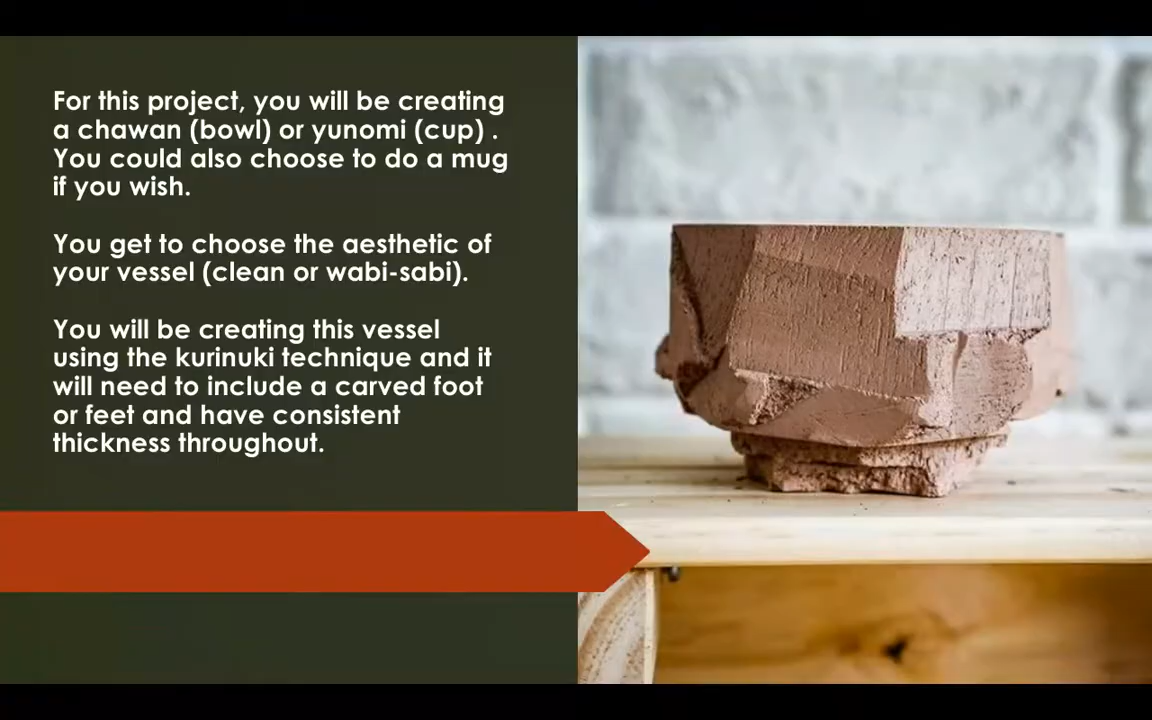 For this project, you will be creating
a chawan (bowl) or yunomi (cup) .
You could also choose to do a mug
if you wish.
You get to choose the aesthetic of
your vessel (clean or wabi-sabi).
You will be creating this vessel
using the kurinuki technique and it
will need to include a carved foot
or feet and have consistent
thickness throughout.